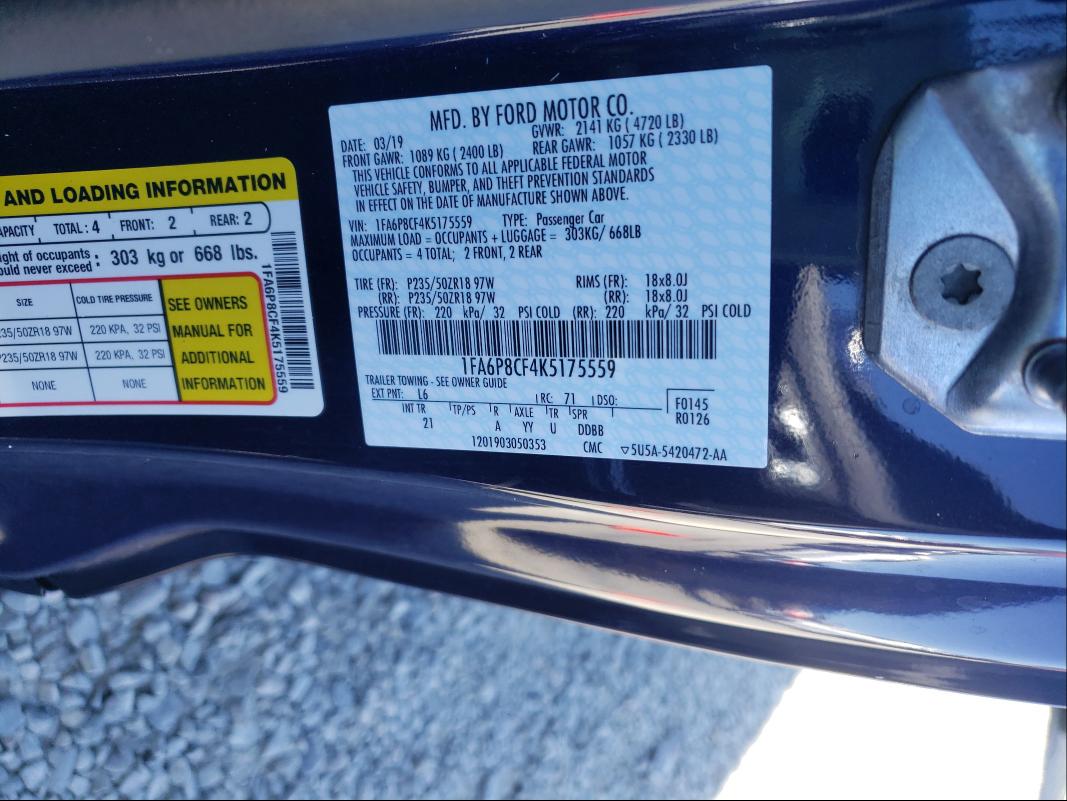 AND LOADING INFORMATION
TOTAL : 4 FRONT: 2 REAR: 2
of occupants
never exceed : 303 kg or 668 lbs.
SIZE COLD TIRE PRESSURE
235/50ZR18 97W 220 KPA, 32 PSI
P235/50ZR18 97W 220 KPA, 32 PSI
NONE NONE
SEE OWNERS
MANUAL FOR
ADDITIONAL
INFORMATION
1FA6P8CF4K5175559
MFD. BY FORD MOTOR CO.
DATE: 03/19 GVWR: 2141 KG ( 4720 LB)
FRONT GAWR: 1089 KG ( 2400 LB) REAR GAWR: 1057 KG ( 2330 LB)
THIS VEHICLE CONFORMS TO ALL APPLICABLE FEDERAL MOTOR
VEHICLE SAFETY, BUMPER, AND THEFT PREVENTION STANDARDS
IN EFFECT ON THE DATE OF MANUFACTURE SHOWN ABOVE.
VIN: 1FA6P8CF4K5175559 TYPE: Passenger Car
MAXIMUM LOAD = OCCUPANTS + LUGGAGE = 303KG/ 668LB
OCCUPANTS = 4 TOTAL; 2 FRONT, 2 REAR
TIRE (FR): P235/50ZR18 97W RIMS (FR): 18x8.0J
(RR): P235/50ZR18 97W (RR): 18x8.0J
PRESSURE (FR): 220 kPa/ 32 PSI COLD (RR): 220 kPa/ 32 PSI COLD
1FA6P8CF4K5175559
TRAILER TOWING - SEE OWNER GUIDE
EXT PNT: L6 RC: 71 DSO: F0145
INT TR TP/PS R AXLE TR SPR R0126
21 A YY U DDBB
1201903050353 CMC ▽5U5A-5420472-AA